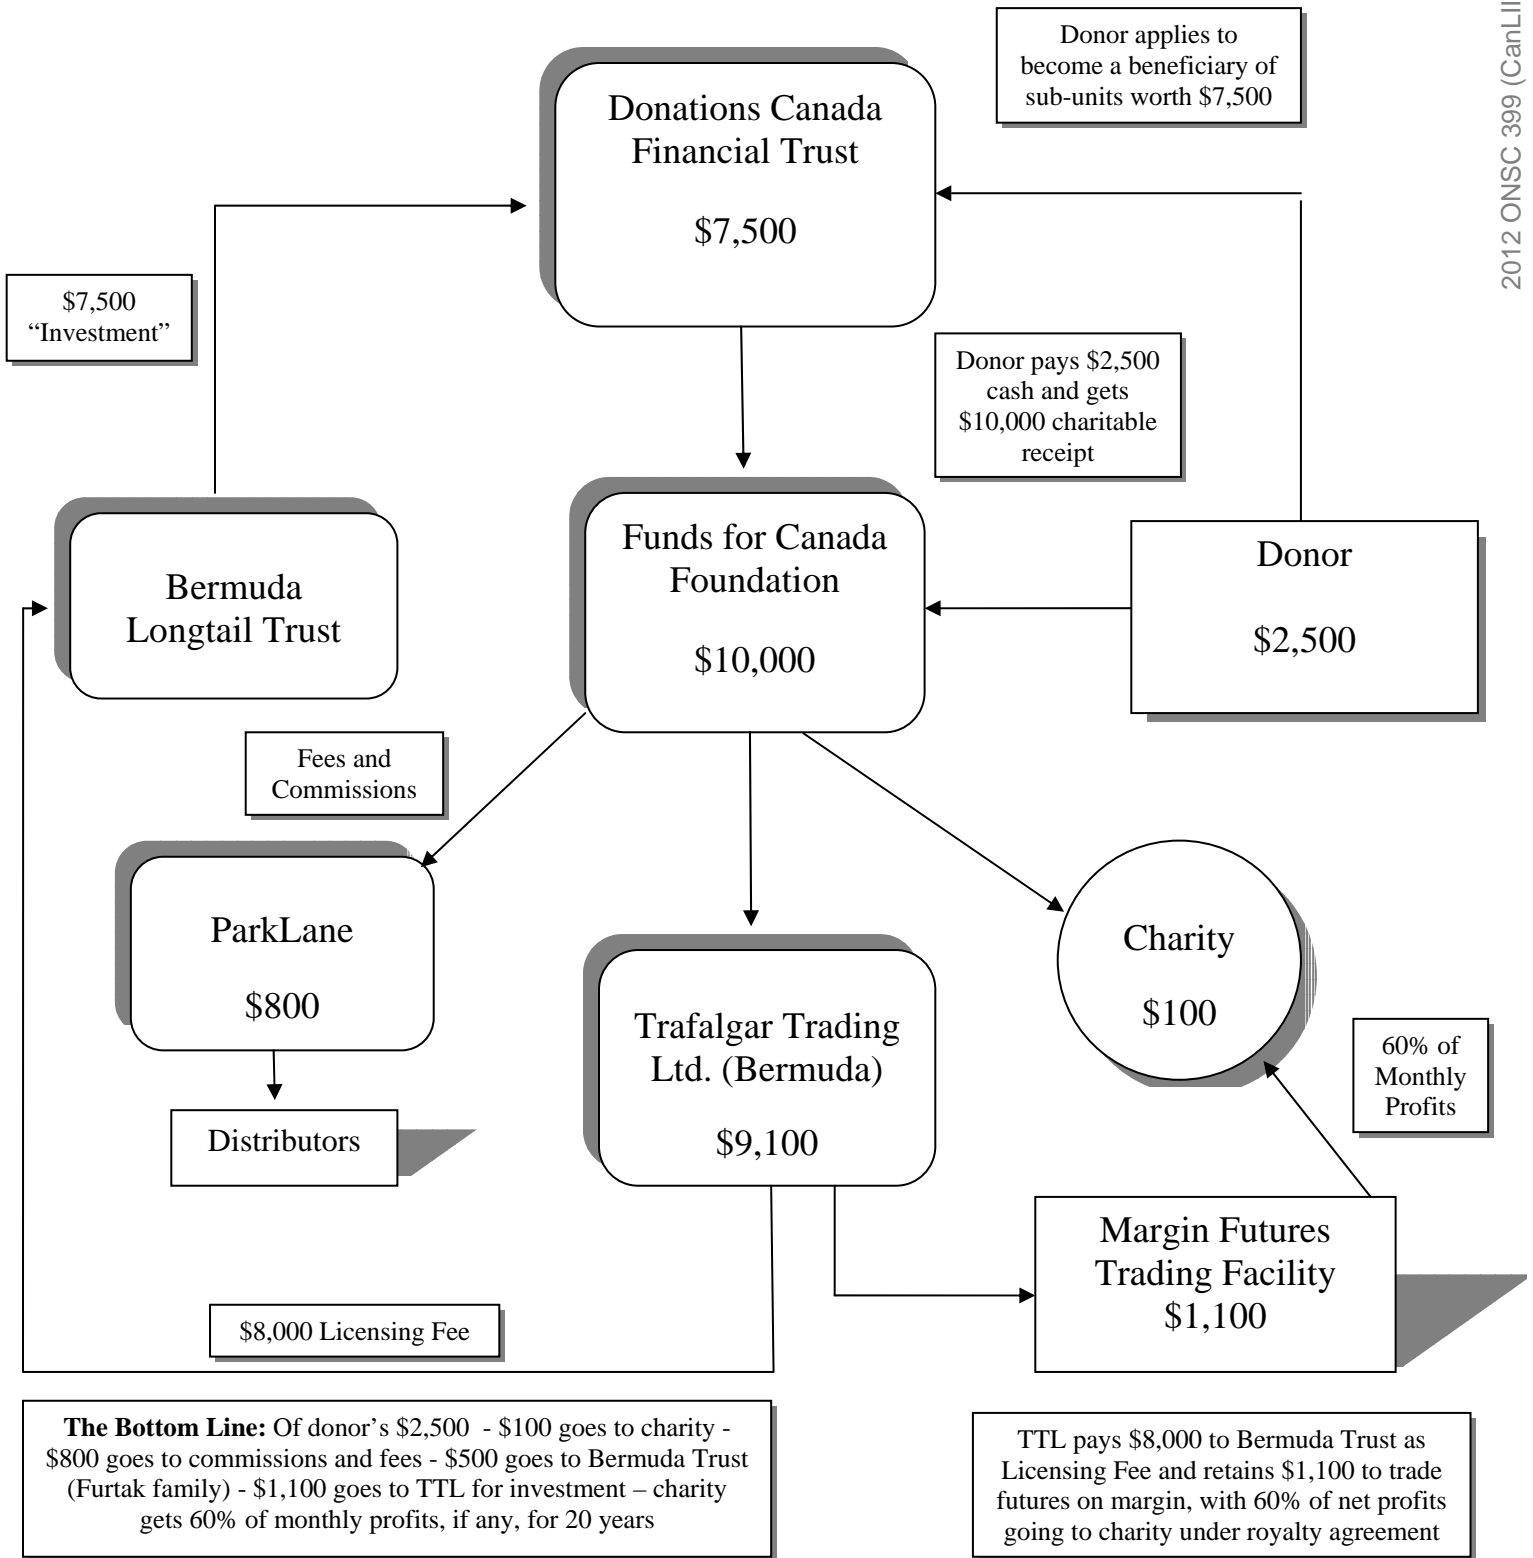 Donor applies to
become a beneficiary of
sub-units worth $7,500
2012 ONSC 399 (CanLII
Donations Canada
Financial Trust
$7,500
$7,500
“Investment”
Donor pays $2,500
cash and gets
$10,000 charitable
receipt
Bermuda
Longtail Trust
Funds for Canada
Foundation
$10,000
Donor
$2,500
Fees and
Commissions
ParkLane
$800
Charity
$100
Trafalgar Trading
Ltd. (Bermuda)
$9,100
60% of
Monthly
Profits
Distributors
Margin Futures
Trading Facility
$1,100
$8,000 Licensing Fee
The Bottom Line: Of donor’s $2,500 - $100 goes to charity -
$800 goes to commissions and fees - $500 goes to Bermuda Trust
(Furtak family) - $1,100 goes to TTL for investment – charity
gets 60% of monthly profits, if any, for 20 years
TTL pays $8,000 to Bermuda Trust as
Licensing Fee and retains $1,100 to trade
futures on margin, with 60% of net profits
going to charity under royalty agreement